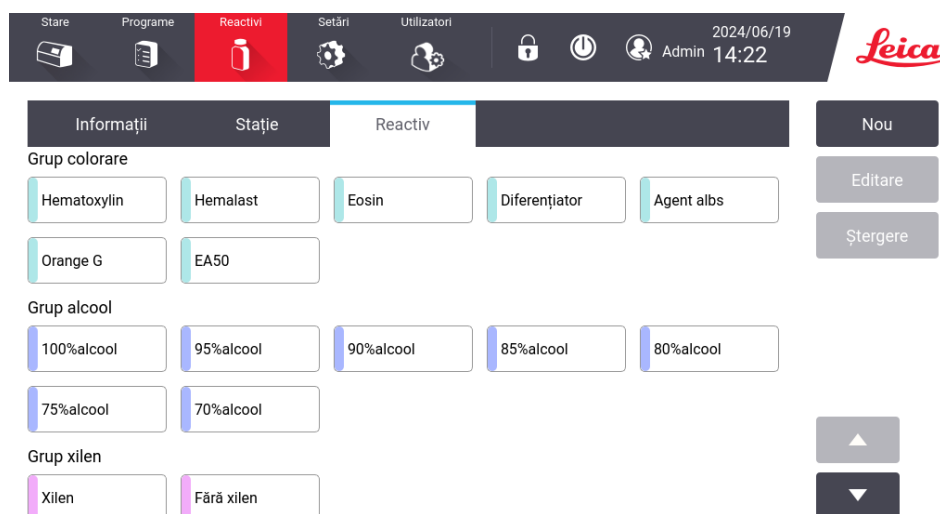 Stare Programe Reactivi Setări Utilizatori
Admin 2024/06/19 14:22
Leica
Informații Stație Reactiv
Nou
Editare
Ștergere
Grup colorare
Hematoxylin Hemalast Eosin Diferențiator Agent albs
Orange G EA50
Grup alcool
100%alcool 95%alcool 90%alcool 85%alcool 80%alcool
75%alcool 70%alcool
Grup xilen
Xilen Fără xilen